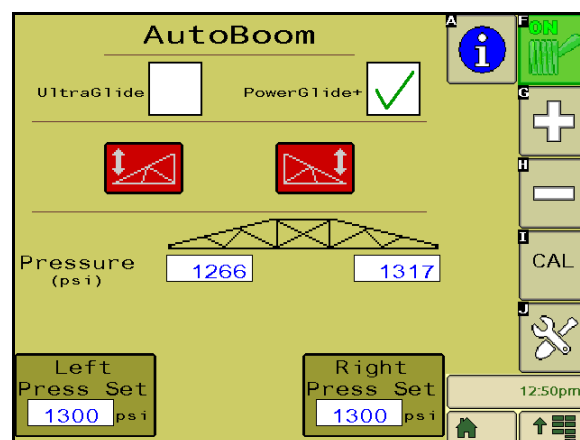 AutoBoom
UltraGlide
PowerGlide+
Pressure
(psi)
1266
1317
Left
Press Set
1300 psi
Right
Press Set
1300 psi
A
F
ON
G
H
I
CAL
J
12:50pm